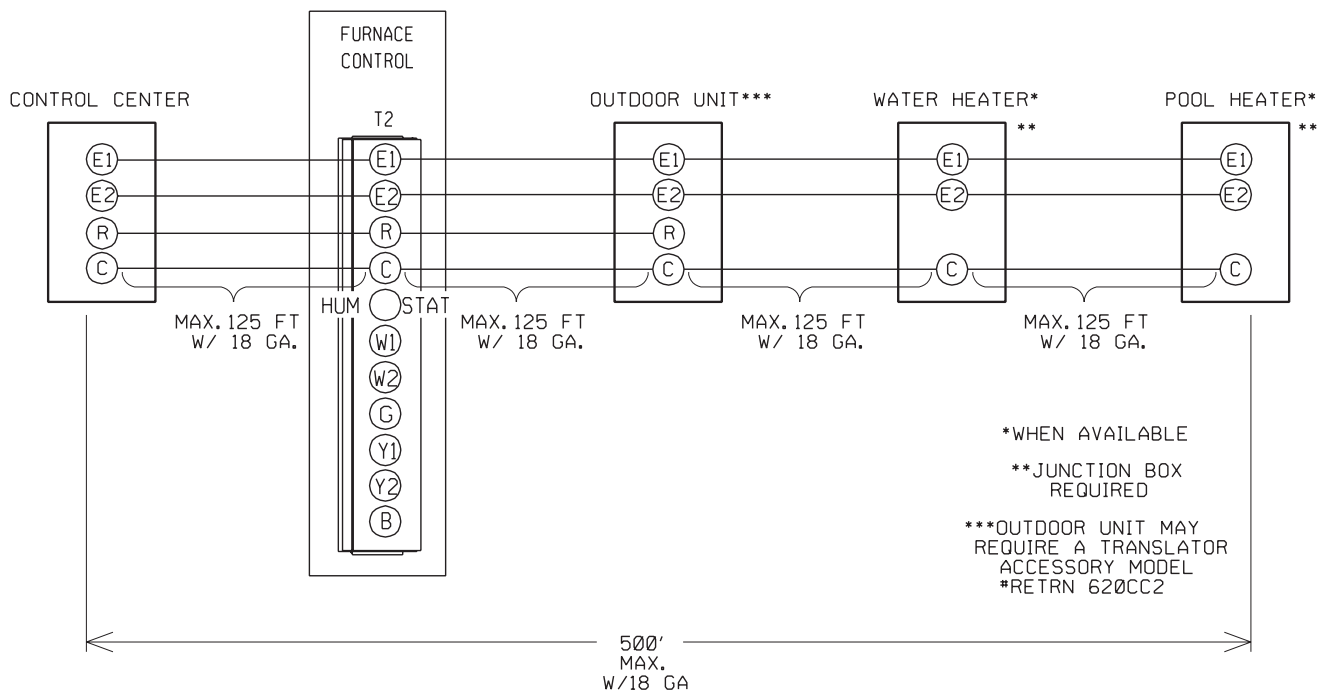 FURNACE
CONTROL
CONTROL CENTER
OUTDOOR UNIT***
WATER HEATER*
**
POOL HEATER*
**
T2
E1 E1 E1 E1 E1
E2 E2 E2 E2 E2
R R R
C C C C C
HUM STAT
MAX.125 FT
W/ 18 GA.
MAX.125 FT
W/ 18 GA.
MAX.125 FT
W/ 18 GA.
MAX.125 FT
W/ 18 GA.
W1
W2
G
Y1
Y2
B
*WHEN AVAILABLE
**JUNCTION BOX
REQUIRED
***OUTDOOR UNIT MAY
REQUIRE A TRANSLATOR
ACCESSORY MODEL
#RETRN 620CC2
500'
MAX.
W/18 GA